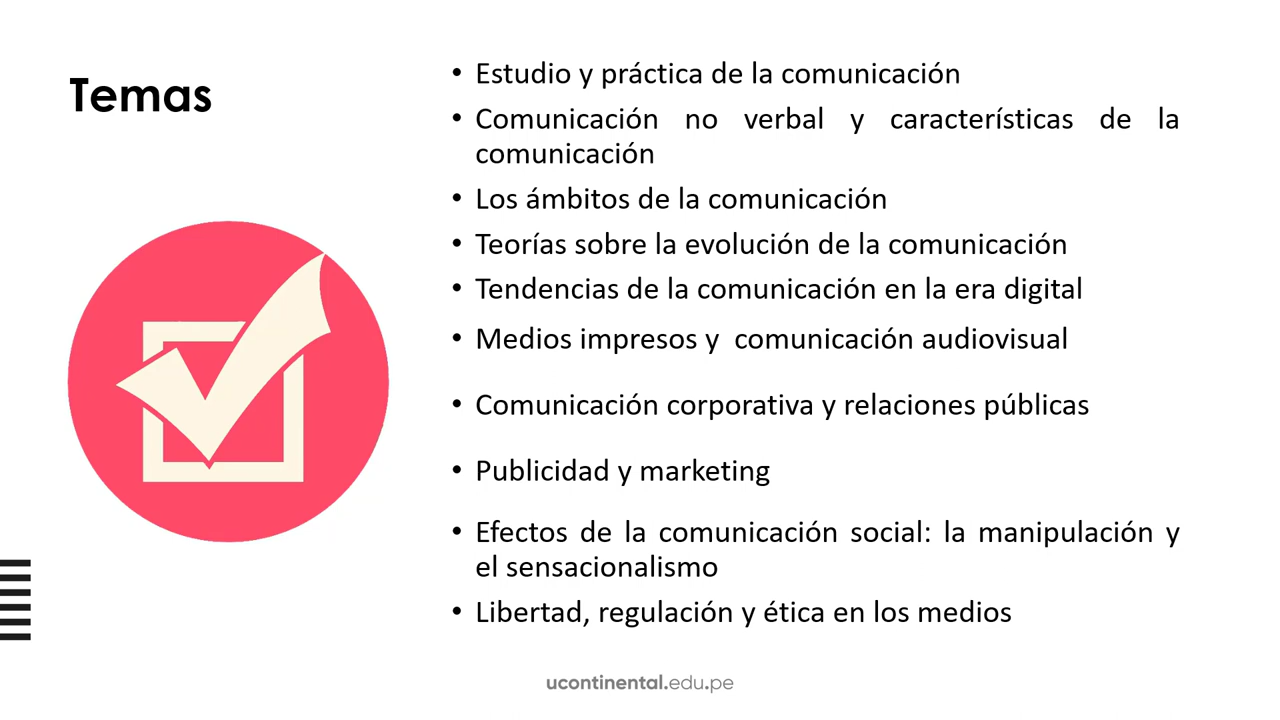 Temas
• Estudio y práctica de la comunicación
• Comunicación no verbal y características de la
comunicación
• Los ámbitos de la comunicación
• Teorías sobre la evolución de la comunicación
• Tendencias de la comunicación en la era digital
• Medios impresos y  comunicación audiovisual
• Comunicación corporativa y relaciones públicas
• Publicidad y marketing
• Efectos de la comunicación social: la manipulación y
el sensacionalismo
• Libertad, regulación y ética en los medios
ucontinental.edu.pe